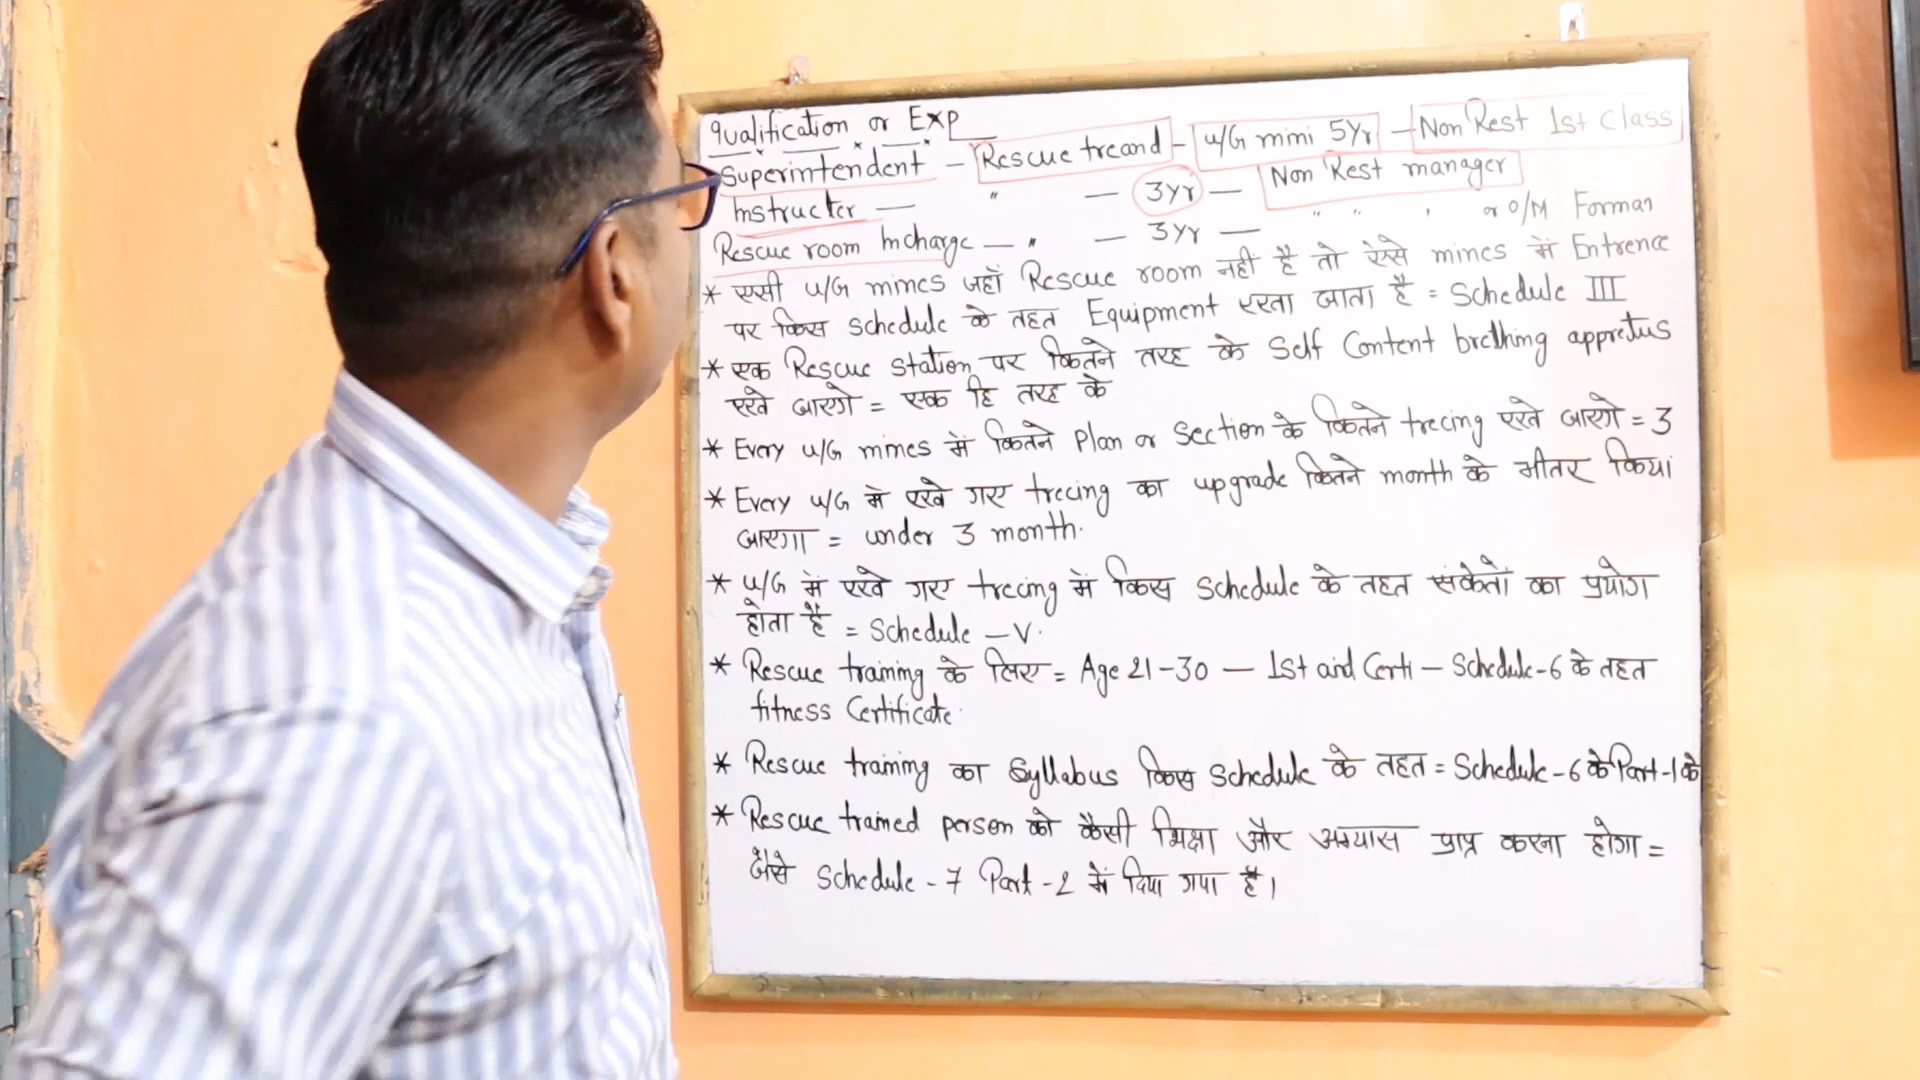 qualification or Exp
Superintendent – Rescue treand – u/G mini 5Yr – Non Rest 1st Class
Instructer — " — 3yr — Non Rest manager
Rescue room Incharge — " — 3yr — " " ' or O/M Forman
* एसी u/G mines जहाँ Rescue room नही है तो ऐसे mines में Entrence
पर किस schedule के तहत Equipment रखा जाता है = Schedule III
* एक Rescue Station पर कितने तरह के Self Content brething appretus
रखे जाएगे = एक हि तरह के
* Every u/G mines में कितने Plan or Section के कितने trecing रखे जाएगे = 3
* Every u/G में रखे गए trecing का upgrade कितने month के भीतर किया
जाएगा = under 3 month.
* u/G में रखे गए trecing में किस Schedule के तहत संकेतों का प्रयोग
होता है = Schedule – V.
* Rescue training के लिए = Age 21-30 — 1st aid Certi – Schedule-6 के तहत
fitness Certificate.
* Rescue training का Syllabus किस Schedule के तहत = Schedule-6 के Part-1 के
* Rescue trained person को कैसी शिक्षा और अभ्यास प्राप्त करना होगा =
जैसे Schedule - 7 Part -2 में दिया गया है।